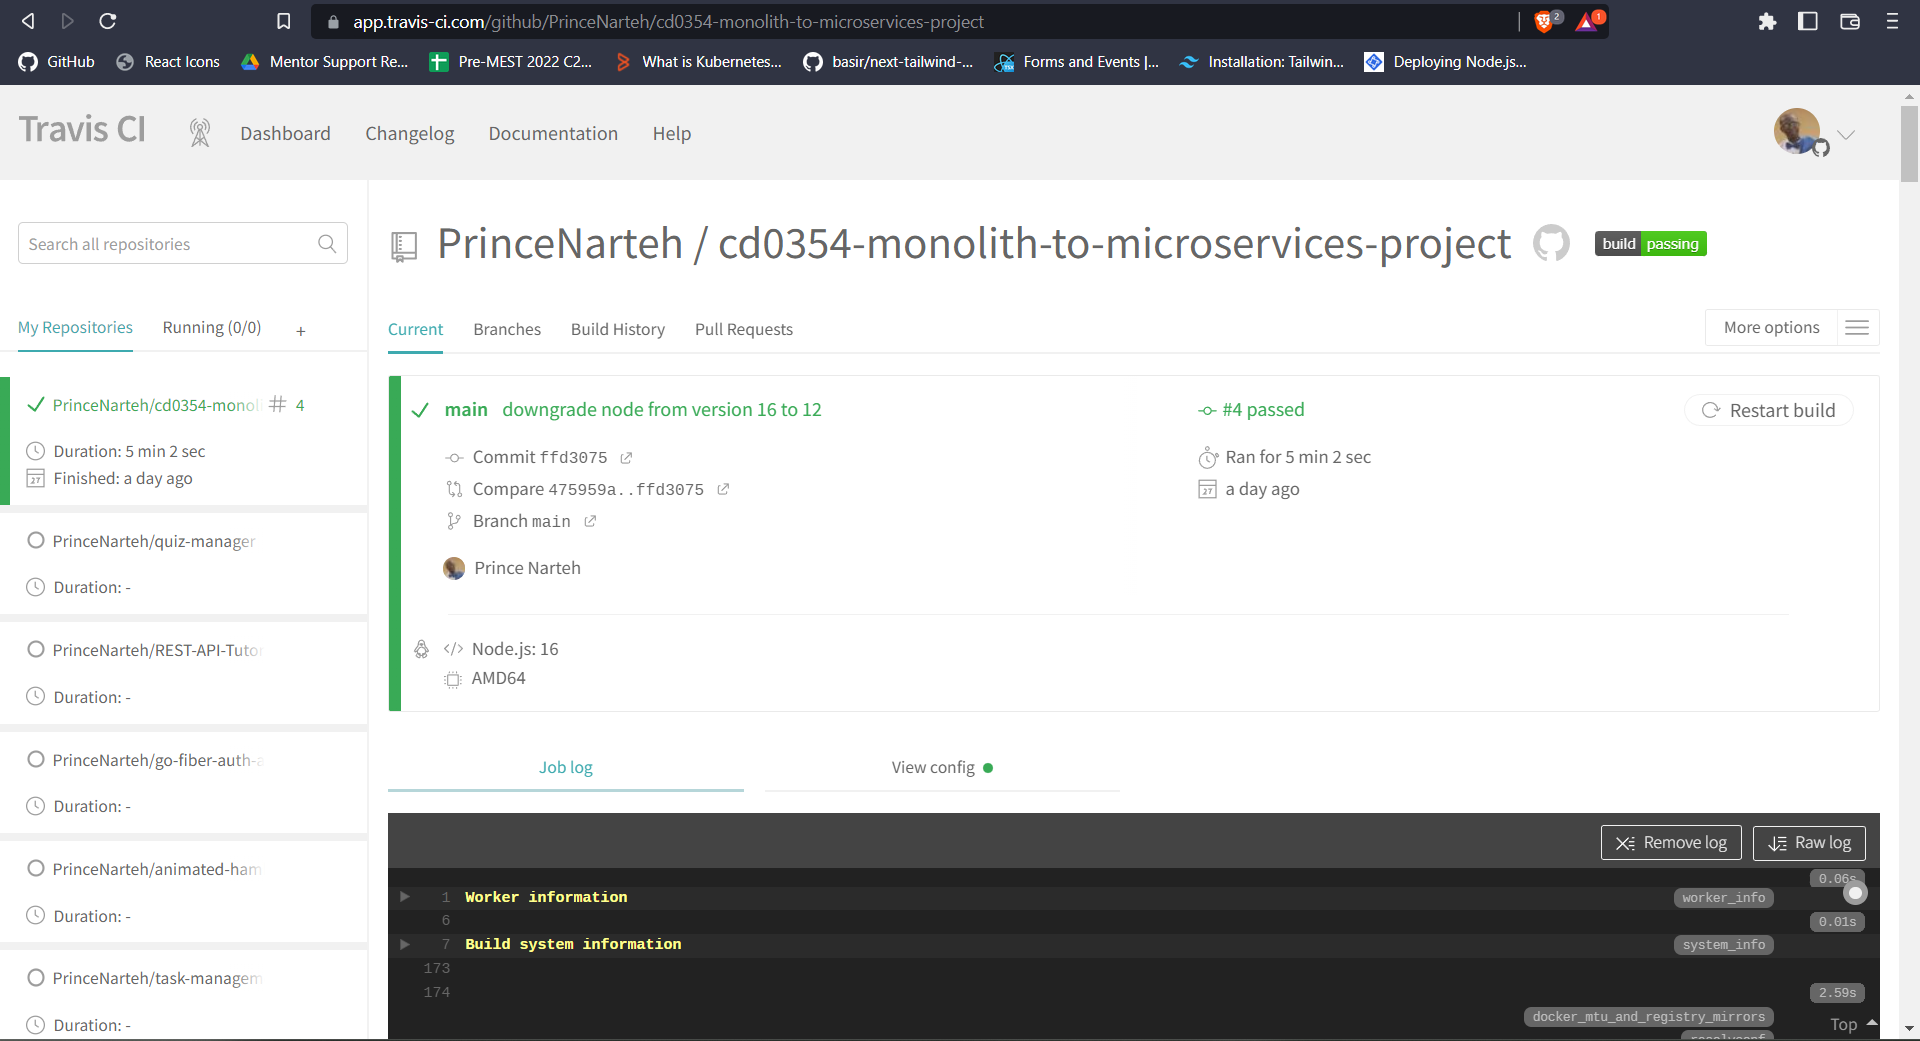 app.travis-ci.com/github/PrinceNarteh/cd0354-monolith-to-microservices-project
2
1
GitHub
React Icons
Mentor Support Re...
Pre-MEST 2022 C2...
What is Kubernetes...
basir/next-tailwind-...
Forms and Events |...
Installation: Tailwin...
Deploying Node.js...
Travis CI
Dashboard
Changelog
Documentation
Help
Search all repositories
My Repositories
Running (0/0)
+
PrinceNarteh/cd0354-monol
# 4
Duration: 5 min 2 sec
27
Finished: a day ago
PrinceNarteh/quiz-manager
Duration: -
PrinceNarteh/REST-API-Tutor
Duration: -
PrinceNarteh/go-fiber-auth-a
Duration: -
PrinceNarteh/animated-ham
Duration: -
PrinceNarteh/task-managem
Duration: -
PrinceNarteh / cd0354-monolith-to-microservices-project
build passing
Current
Branches
Build History
Pull Requests
More options
main downgrade node from version 16 to 12
Commit ffd3075
Compare 475959a..ffd3075
Branch main
Prince Narteh
#4 passed
Ran for 5 min 2 sec
27
a day ago
Restart build
</> Node.js: 16
AMD64
Job log
View config
Remove log
Raw log
0.06s
1 Worker information
worker_info
6
0.01s
7 Build system information
system_info
173
174
2.59s
docker_mtu_and_registry_mirrors
resolvconf
Top